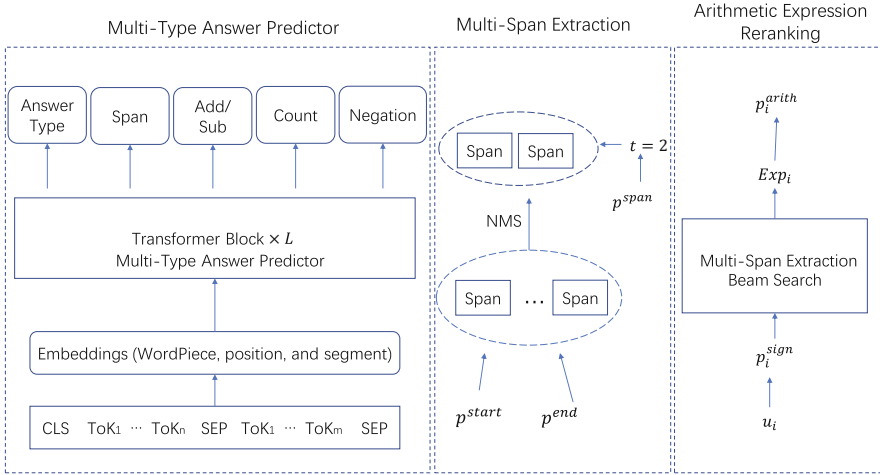 Multi-Type Answer Predictor
Answer
Type
Span
Add/
Sub
Count
Negation
Transformer Block × L
Multi-Type Answer Predictor
Embeddings (WordPiece, position, and segment)
CLS ToK₁ ··· ToKₙ SEP ToK₁ ··· ToKₘ SEP
Multi-Span Extraction
Span Span
t = 2
p^{span}
NMS
Span ... Span
p^{start} p^{end}
Arithmetic Expression
Reranking
p_i^{arith}
Exp_i
Multi-Span Extraction
Beam Search
p_i^{sign}
u_i